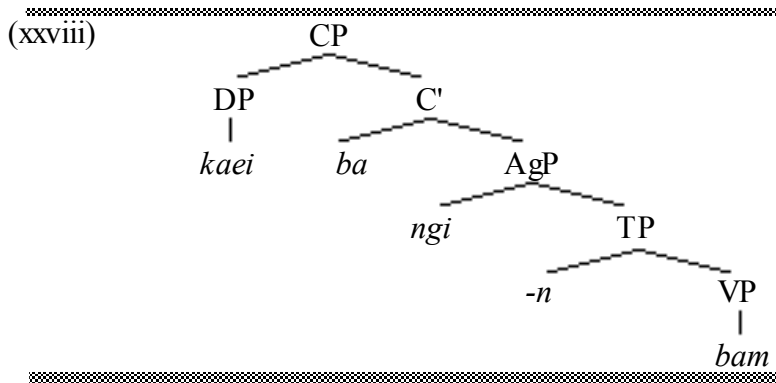 (xxviii) CP
DP C'
kaei ba AgP
ngi TP
-n VP
bam